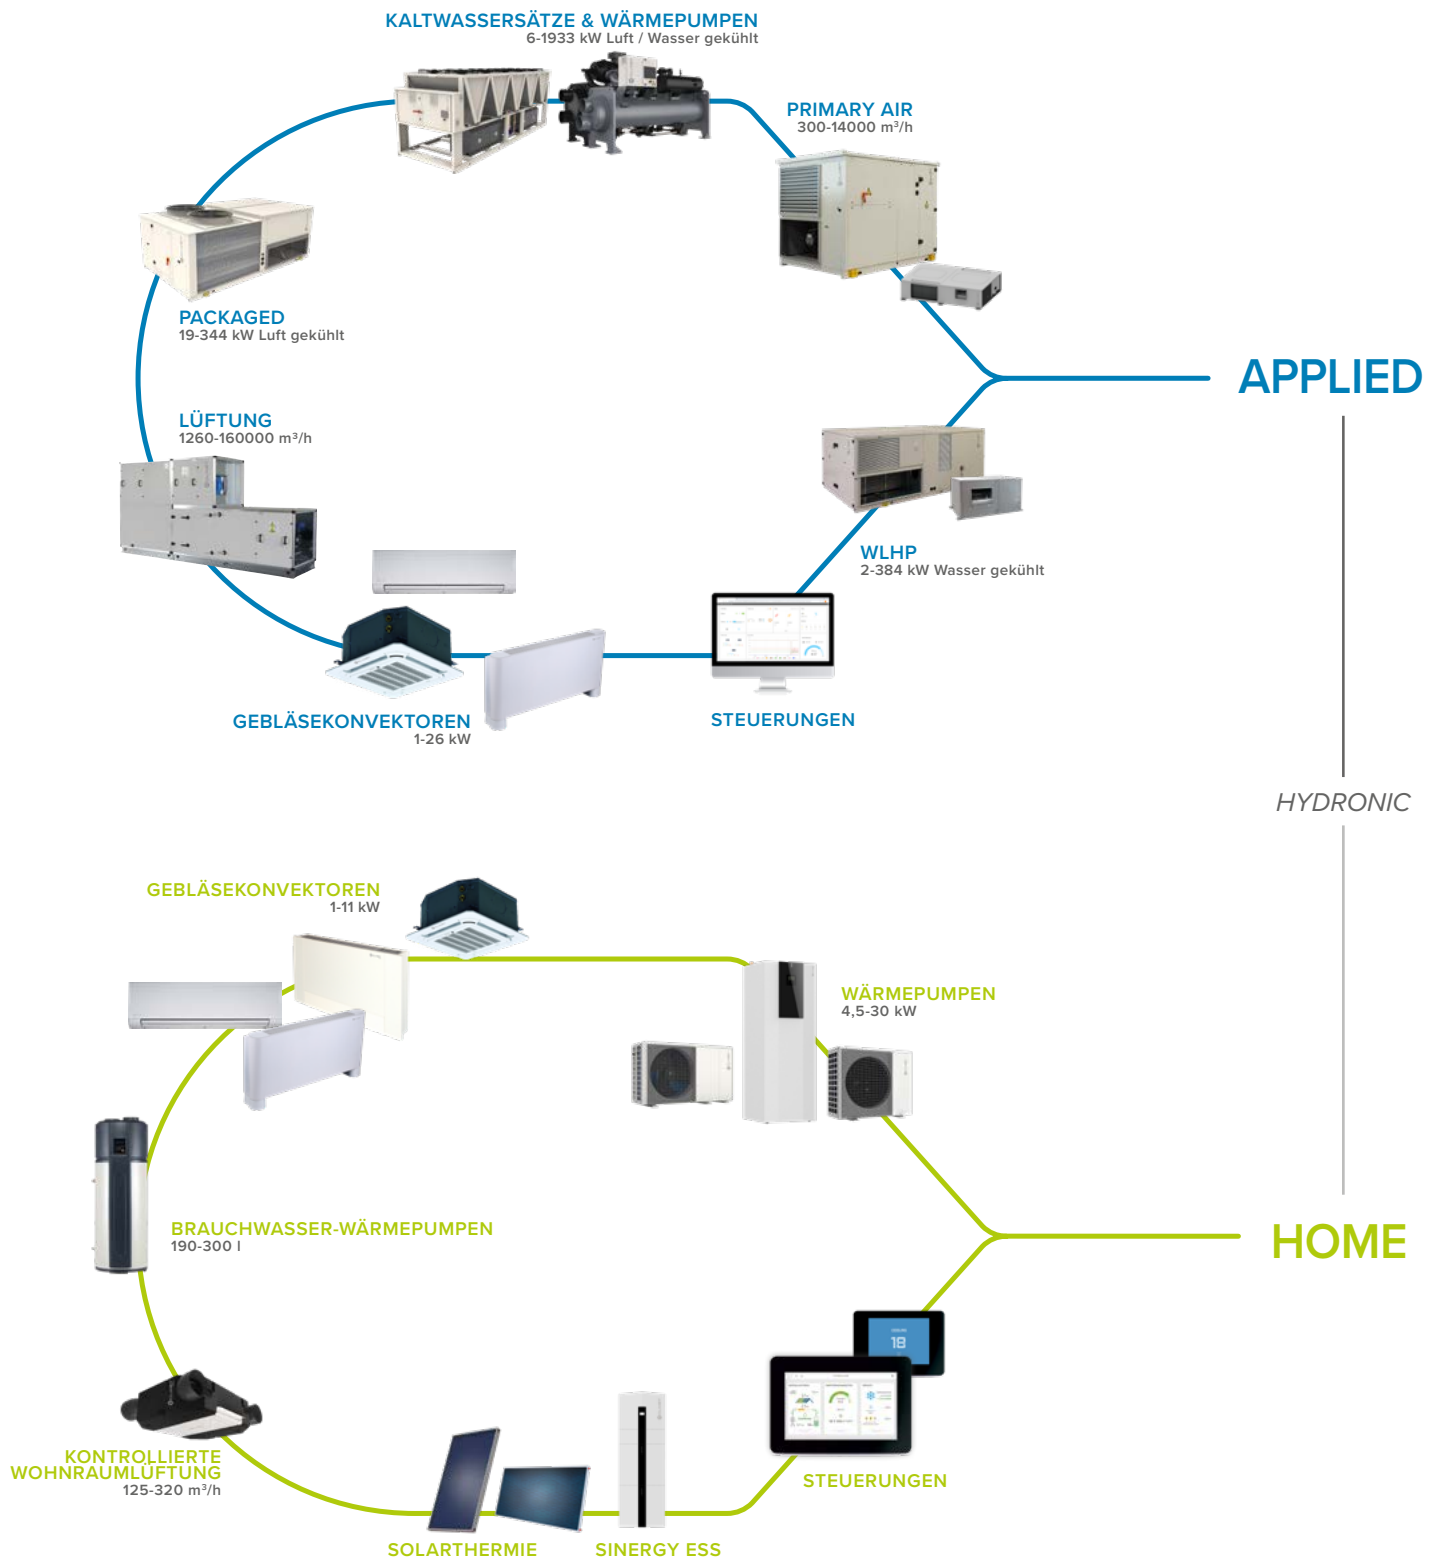 KALTWASSERSÄTZE & WÄRMEPUMPEN
6-1933 kW Luft / Wasser gekühlt
PRIMARY AIR
300-14000 m³/h
PACKAGED
19-344 kW Luft gekühlt
APPLIED
LÜFTUNG
1260-160000 m³/h
WLHP
2-384 kW Wasser gekühlt
GEBLÄSEKONVEKTOREN
1-26 kW
STEUERUNGEN
HYDRONIC
GEBLÄSEKONVEKTOREN
1-11 kW
WÄRMEPUMPEN
4,5-30 kW
BRAUCHWASSER-WÄRMEPUMPEN
190-300 l
HOME
18
KONTROLLIERTE
WOHNRAUMLÜFTUNG
125-320 m³/h
STEUERUNGEN
SOLARTHERMIE
SINERGY ESS